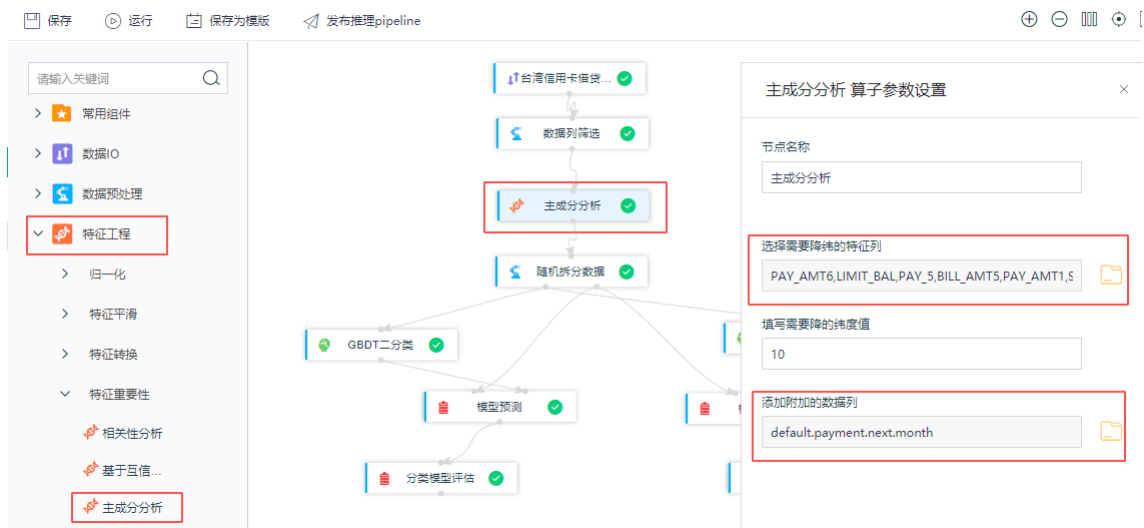 保存
运行
保存为模版
发布推理pipeline
请输入关键词
常用组件
数据IO
数据预处理
特征工程
归一化
特征平滑
特征转换
特征重要性
相关性分析
基于互信...
主成分分析
台湾信用卡借贷...
数据列筛选
主成分分析
随机拆分数据
GBDT二分类
模型预测
分类模型评估
主成分分析 算子参数设置
节点名称
主成分分析
选择需要降纬的特征列
PAY_AMT6,LIMIT_BAL,PAY_5,BILL_AMT5,PAY_AMT1,S
填写需要降的纬度值
10
添加附加的数据列
default.payment.next.month